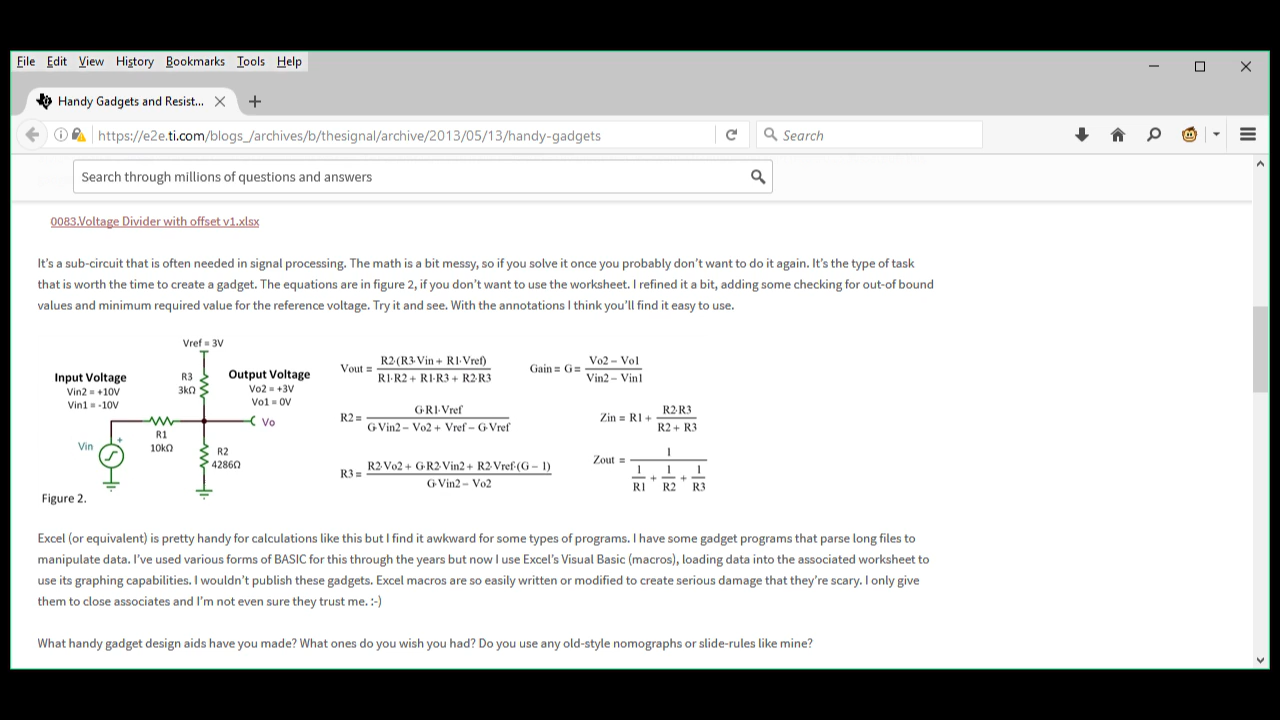 File Edit View History Bookmarks Tools Help
Handy Gadgets and Resist...
https://e2e.ti.com/blogs_/archives/b/thesignal/archive/2013/05/13/handy-gadgets
Search
Search through millions of questions and answers
0083.Voltage Divider with offset v1.xlsx
It's a sub-circuit that is often needed in signal processing. The math is a bit messy, so if you solve it once you probably don't want to do it again. It's the type of task
that is worth the time to create a gadget. The equations are in figure 2, if you don't want to use the worksheet. I refined it a bit, adding some checking for out-of bound
values and minimum required value for the reference voltage. Try it and see. With the annotations I think you'll find it easy to use.
Vref = 3V
Input Voltage
Vin2 = +10V
Vin1 = -10V
R3
3kΩ
Output Voltage
Vo2 = +3V
Vo1 = 0V
Vo
R1
10kΩ
Vin
+
R2
4286Ω
Figure 2.
Vout = R2·(R3·Vin + R1·Vref) / R1·R2 + R1·R3 + R2·R3
Gain = G = Vo2 – Vo1 / Vin2 – Vin1
R2 = G·R1·Vref / G·Vin2 – Vo2 + Vref – G·Vref
Zin = R1 + R2·R3 / R2 + R3
R3 = R2·Vo2 + G·R2·Vin2 + R2·Vref·(G – 1) / G·Vin2 – Vo2
Zout = 1 / 1/R1 + 1/R2 + 1/R3
Excel (or equivalent) is pretty handy for calculations like this but I find it awkward for some types of programs. I have some gadget programs that parse long files to
manipulate data. I've used various forms of BASIC for this through the years but now I use Excel's Visual Basic (macros), loading data into the associated worksheet to
use its graphing capabilities. I wouldn't publish these gadgets. Excel macros are so easily written or modified to create serious damage that they're scary. I only give
them to close associates and I'm not even sure they trust me. :-)
What handy gadget design aids have you made? What ones do you wish you had? Do you use any old-style nomographs or slide-rules like mine?